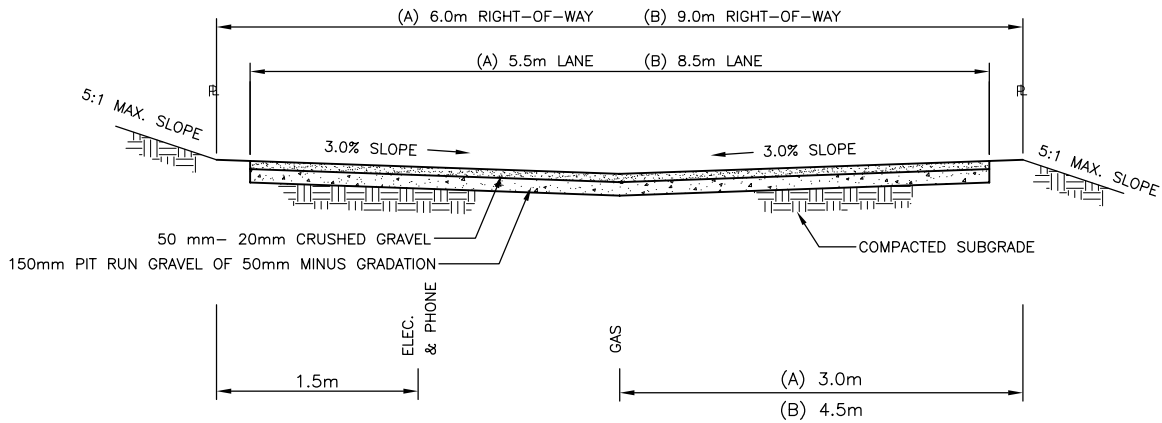 (A) 6.0m RIGHT-OF-WAY (B) 9.0m RIGHT-OF-WAY
(A) 5.5m LANE (B) 8.5m LANE
PL
PL
5:1 MAX. SLOPE
3.0% SLOPE
3.0% SLOPE
5:1 MAX. SLOPE
50 mm- 20mm CRUSHED GRAVEL
COMPACTED SUBGRADE
150mm PIT RUN GRAVEL OF 50mm MINUS GRADATION
ELEC.
& PHONE
GAS
1.5m
(A) 3.0m
(B) 4.5m